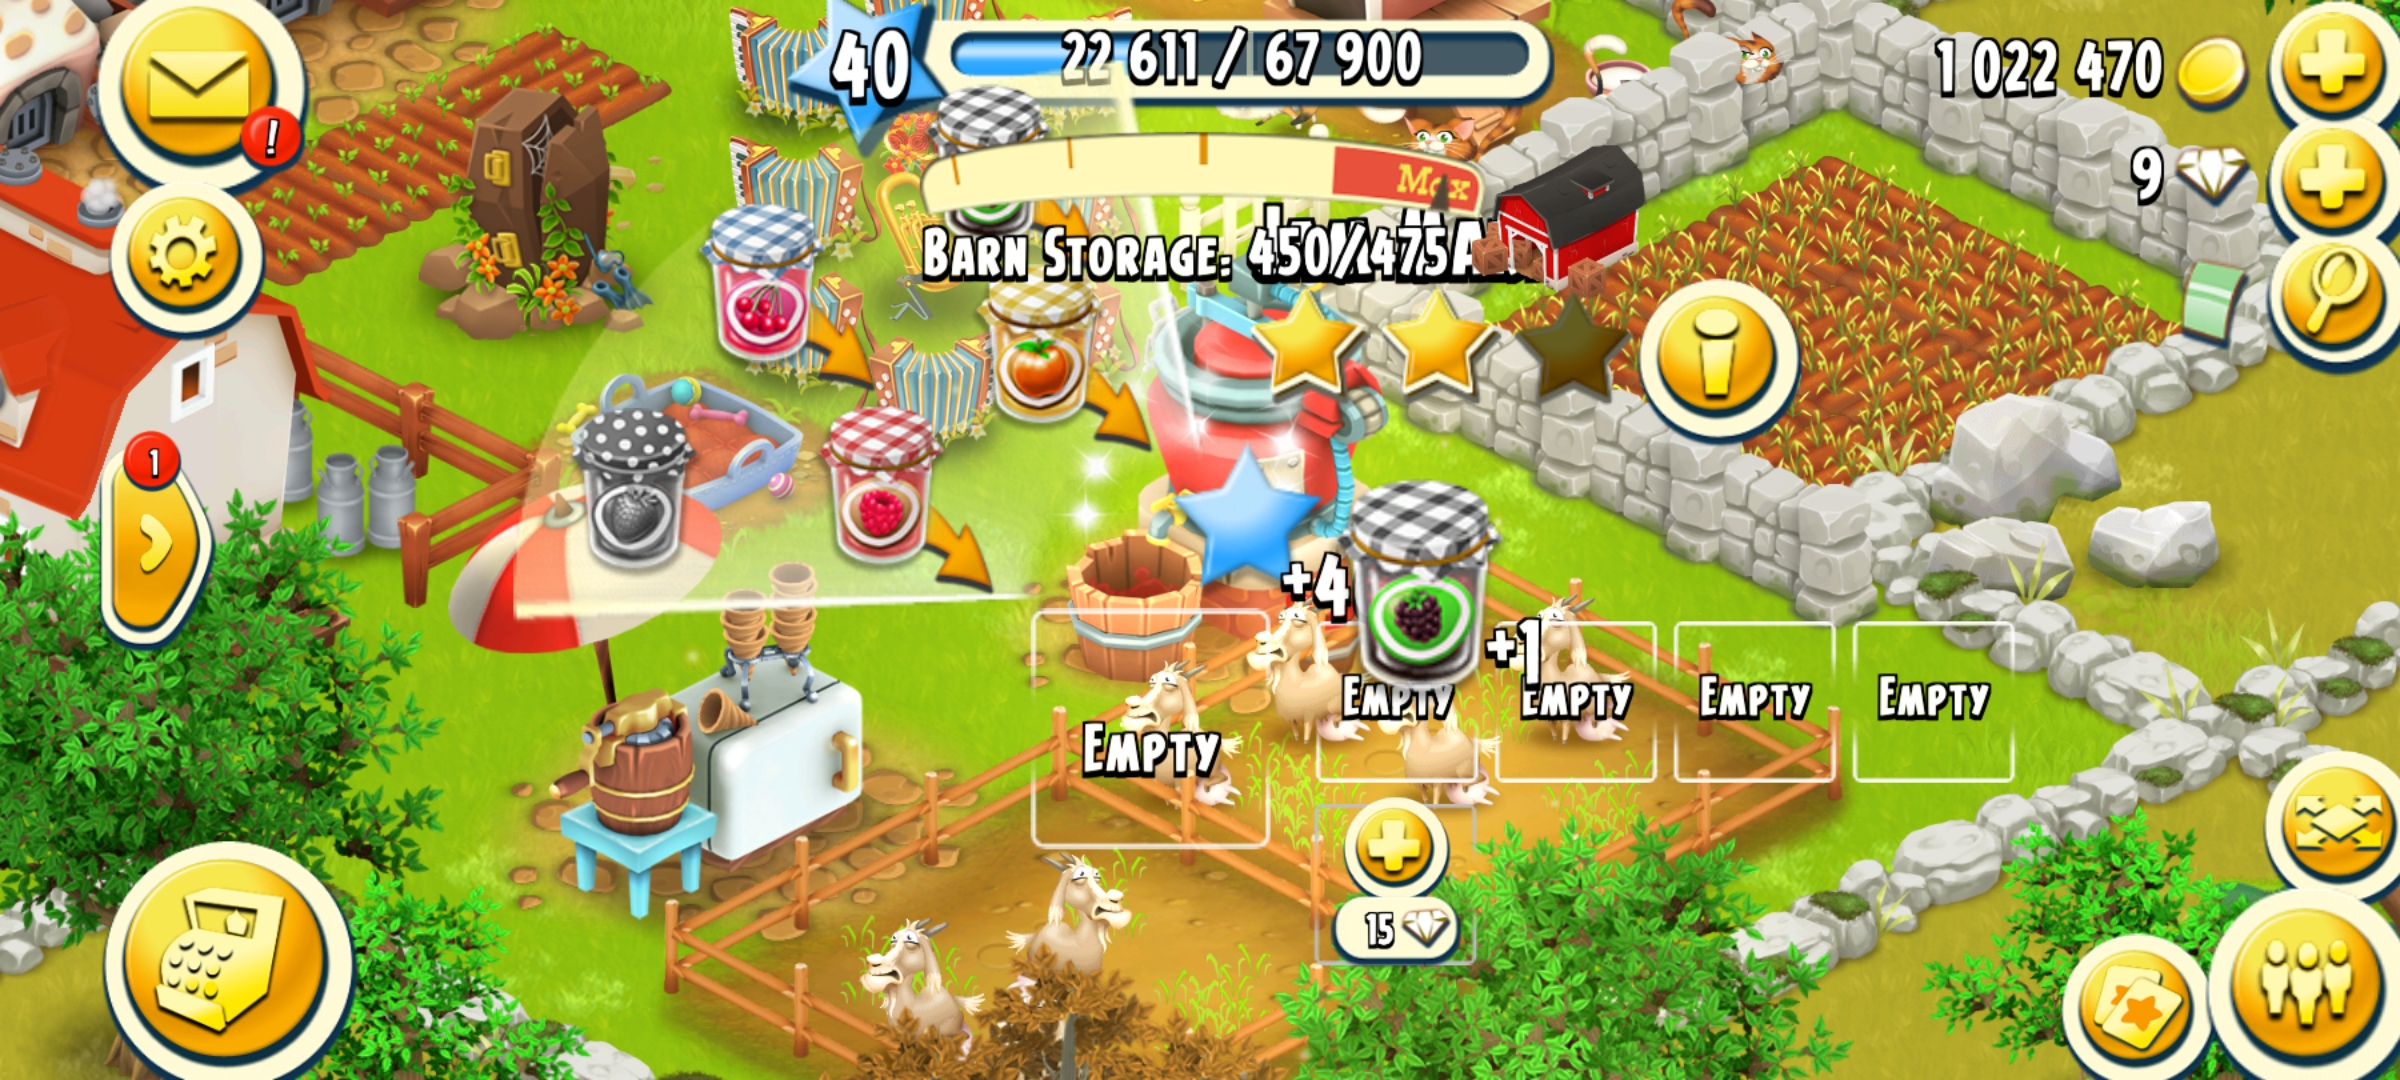 40
22 611 / 67 900
1 022 470
9
!
Max
BARN STORAGE: 450/475
1
+4
+1
EMPTY
EMPTY
EMPTY
EMPTY
EMPTY
15